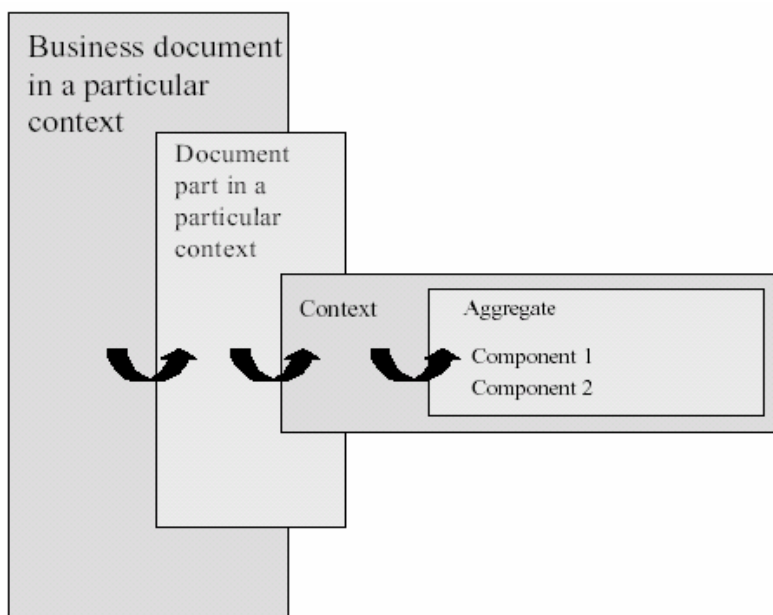 Business document
in a particular
context
Document
part in a
particular
context
Context
Aggregate
Component 1
Component 2